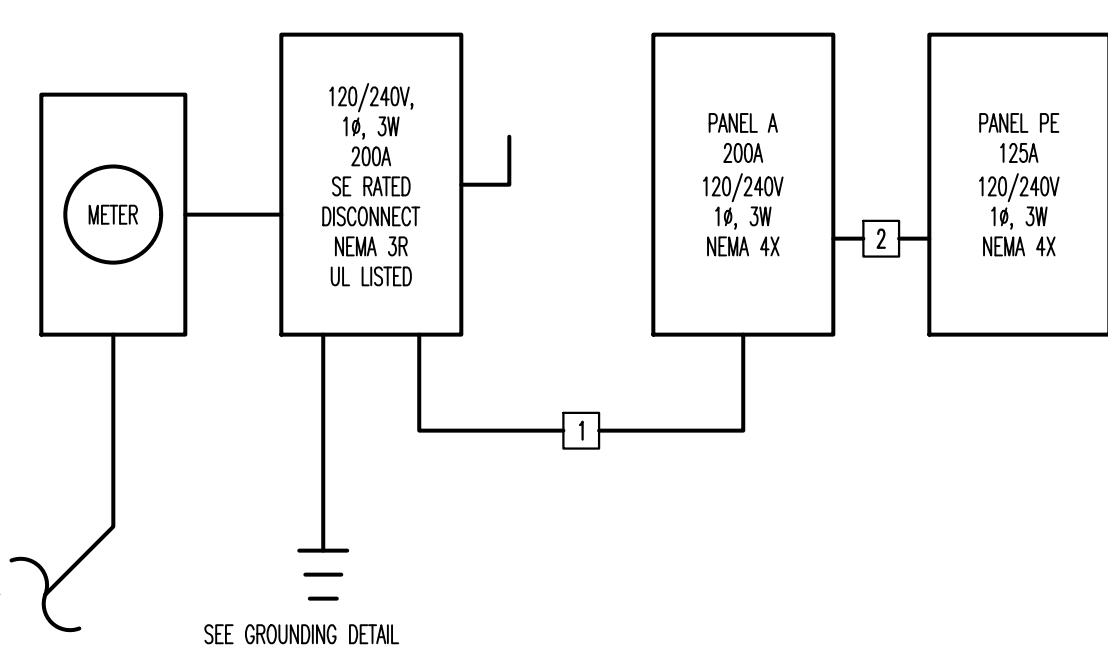 METER
120/240V,
1ø, 3W
200A
SE RATED
DISCONNECT
NEMA 3R
UL LISTED
PANEL A
200A
120/240V
1ø, 3W
NEMA 4X
PANEL PE
125A
120/240V
1ø, 3W
NEMA 4X
2
1
SEE GROUNDING DETAIL